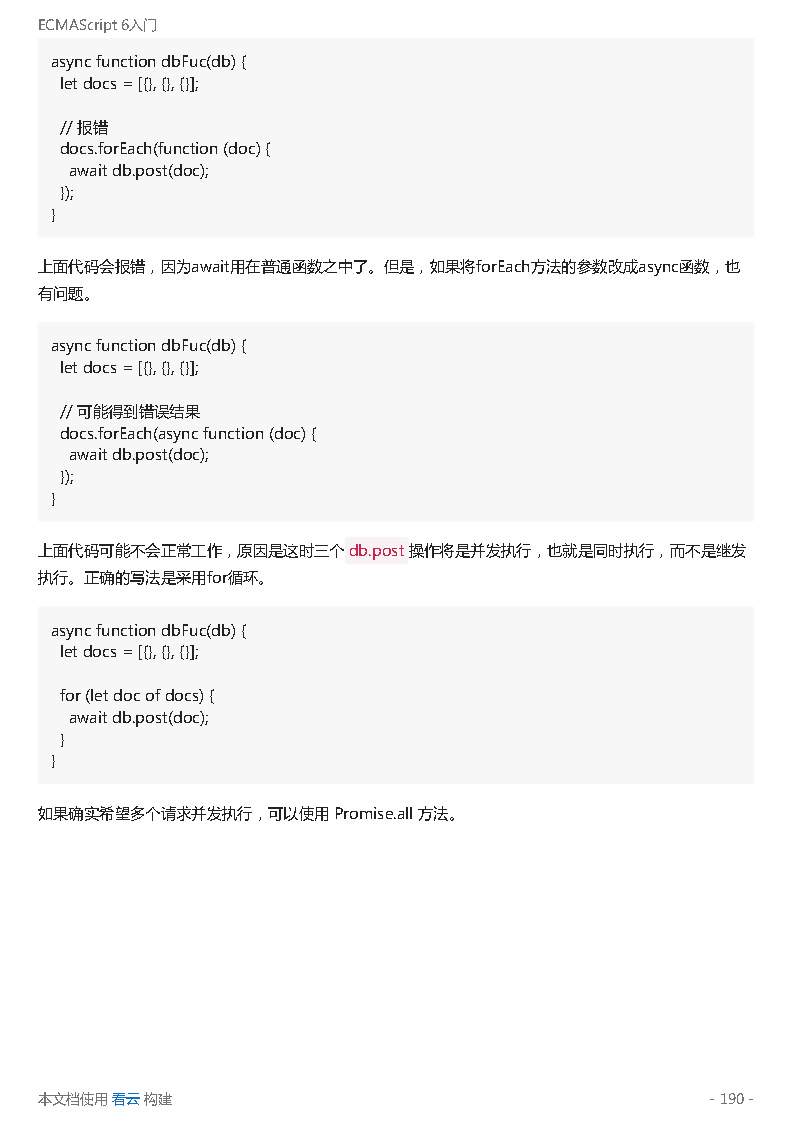 ECMAScript 6入门
async function dbFuc(db) {
  let docs = [{}, {}, {}];

  // 报错
  docs.forEach(function (doc) {
    await db.post(doc);
  });
}
上面代码会报错，因为await用在普通函数之中了。但是，如果将forEach方法的参数改成async函数，也
有问题。
async function dbFuc(db) {
  let docs = [{}, {}, {}];

  // 可能得到错误结果
  docs.forEach(async function (doc) {
    await db.post(doc);
  });
}
上面代码可能不会正常工作，原因是这时三个 db.post 操作将是并发执行，也就是同时执行，而不是继发
执行。正确的写法是采用for循环。
async function dbFuc(db) {
  let docs = [{}, {}, {}];

  for (let doc of docs) {
    await db.post(doc);
  }
}
如果确实希望多个请求并发执行，可以使用 Promise.all 方法。
本文档使用 看云 构建
- 190 -